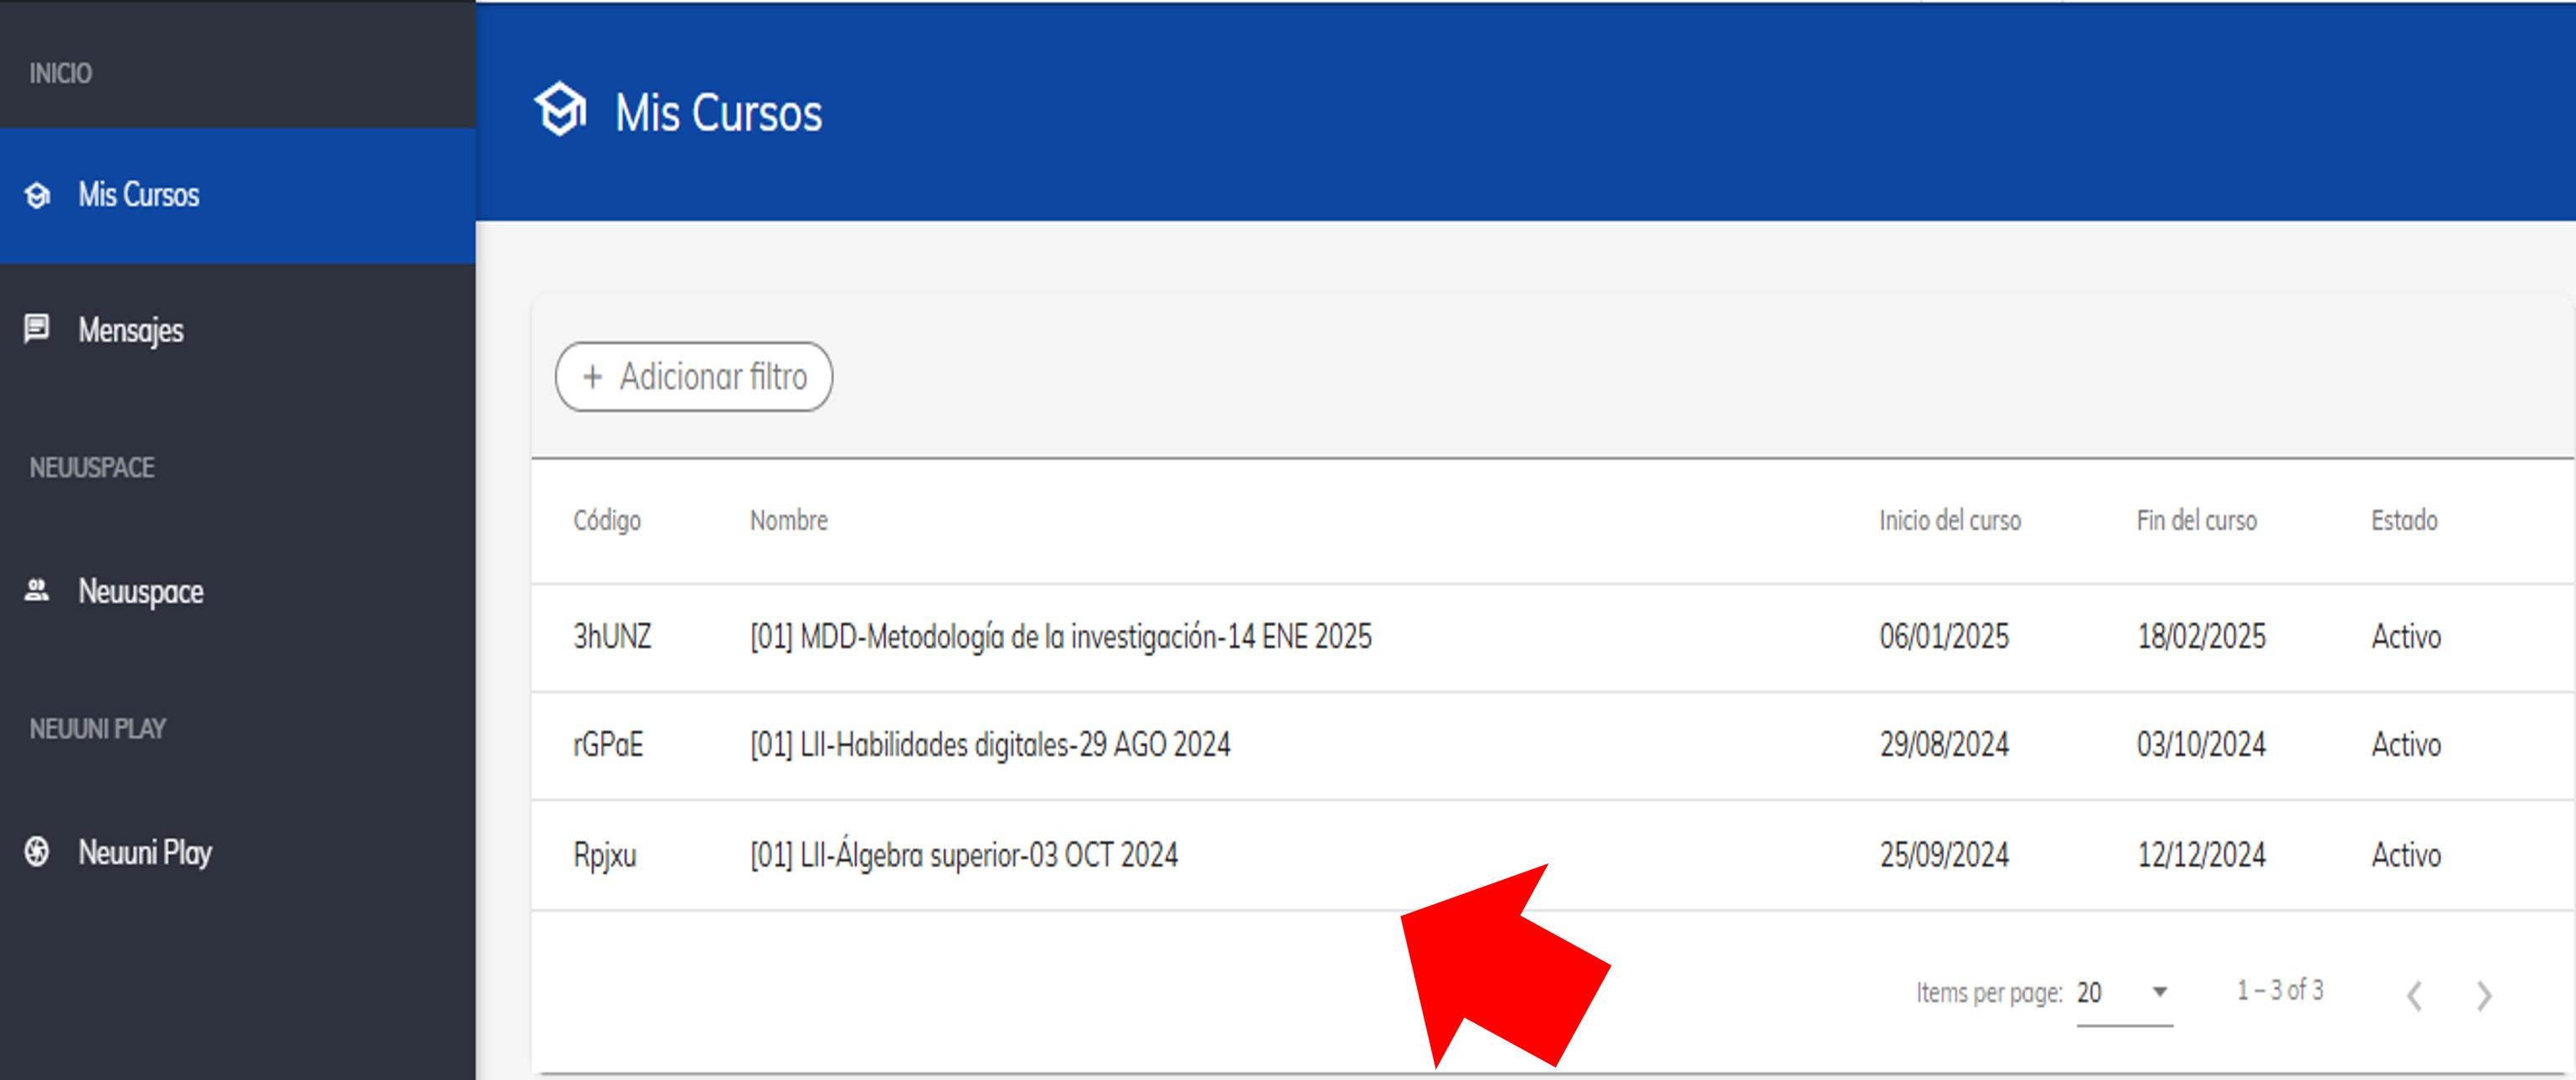 INICIO
Mis Cursos
Mensajes
NEUUSPACE
Neuuspace
NEUUNI PLAY
Neuuni Play
Mis Cursos
+ Adicionar filtro
Código Nombre Inicio del curso Fin del curso Estado
3hUNZ [01] MDD-Metodología de la investigación-14 ENE 2025 06/01/2025 18/02/2025 Activo
rGPaE [01] LII-Habilidades digitales-29 AGO 2024 29/08/2024 03/10/2024 Activo
Rpjxu [01] LII-Álgebra superior-03 OCT 2024 25/09/2024 12/12/2024 Activo
Items per page: 20 1 – 3 of 3